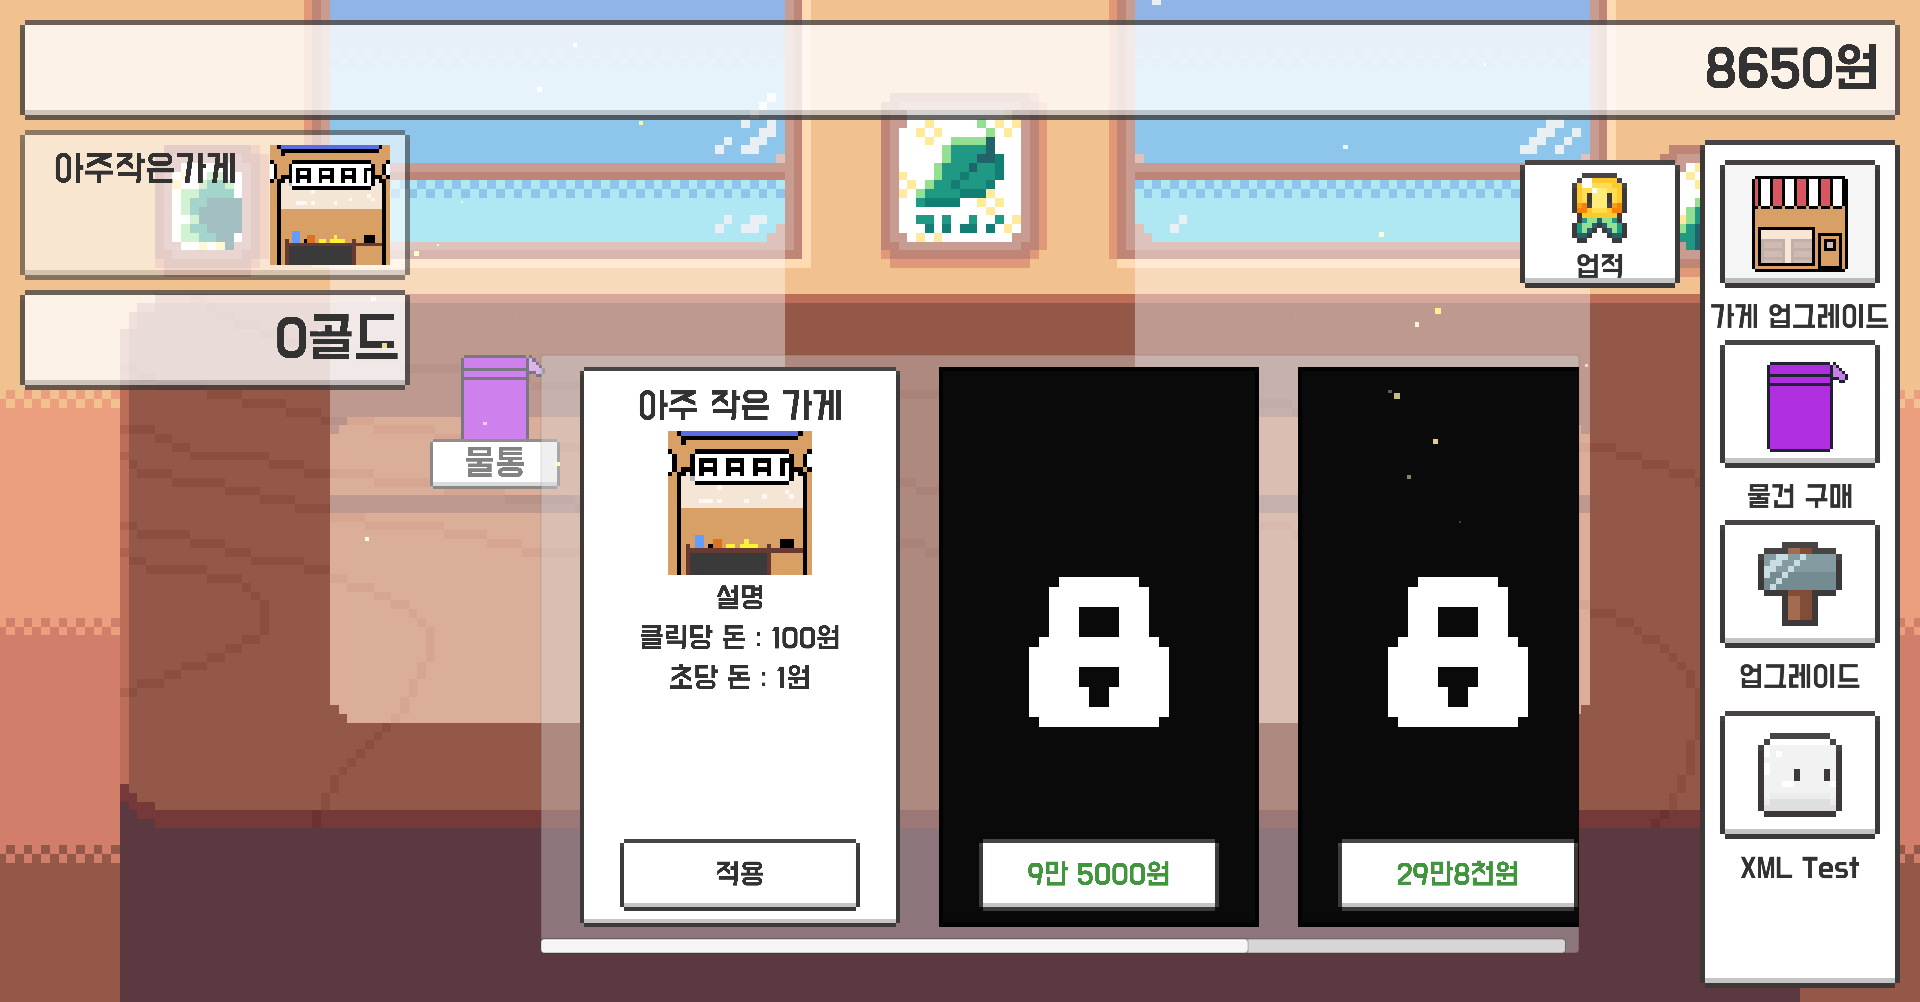 8650원
아주작은가게
0골드
업적
가게 업그레이드
물통
아주 작은 가게
AAA
설명
클릭당 돈 : 100원
초당 돈 : 1원
적용
9만 5000원
29만8천원
물건 구매
업그레이드
XML Test